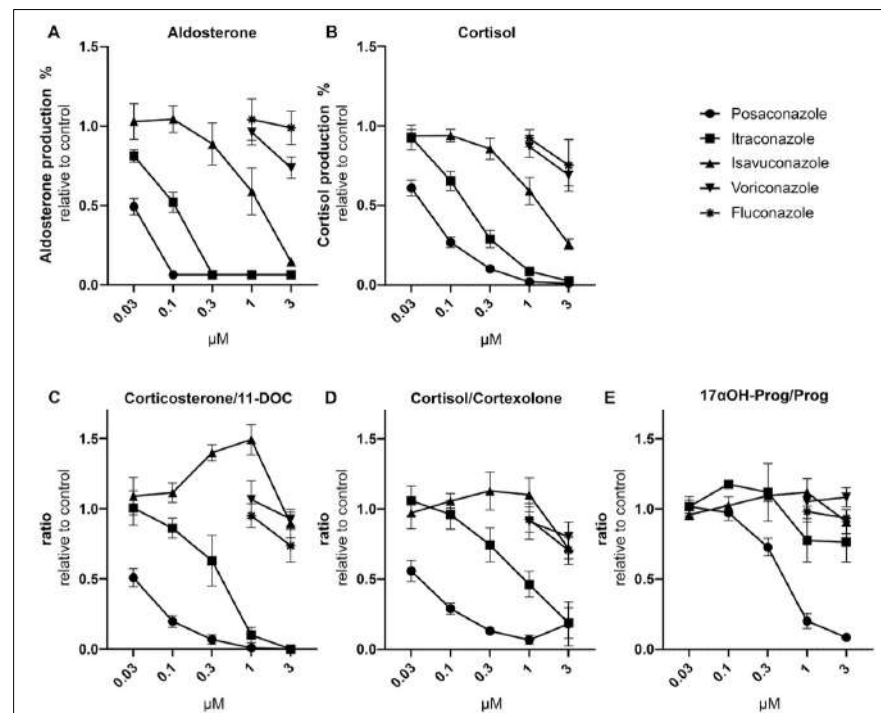 A
Aldosterone
Aldosterone production %
relative to control
1.5
1.0
0.5
0.0
0.03
0.1
0.3
1
3
µM
B
Cortisol
Cortisol production %
relative to control
1.5
1.0
0.5
0.0
0.03
0.1
0.3
1
3
µM
Posaconazole
Itraconazole
Isavuconazole
Voriconazole
Fluconazole
C
Corticosterone/11-DOC
ratio
relative to control
1.5
1.0
0.5
0.0
0.03
0.1
0.3
1
3
µM
D
Cortisol/Cortexolone
ratio
relative to control
1.5
1.0
0.5
0.0
0.03
0.1
0.3
1
3
µM
E
17αOH-Prog/Prog
ratio
relative to control
1.5
1.0
0.5
0.0
0.03
0.1
0.3
1
3
µM